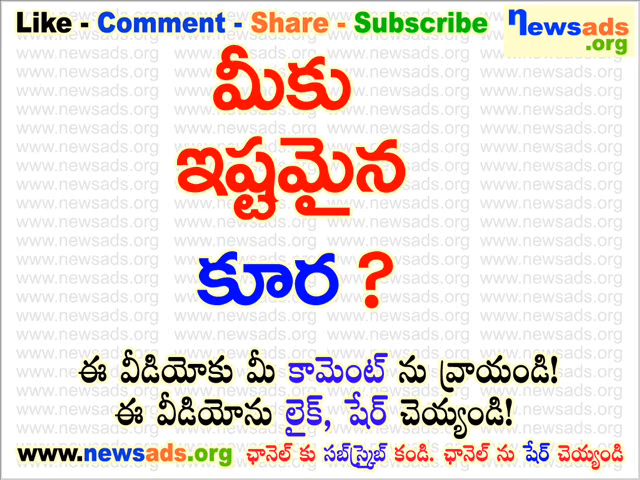 Like - Comment - Share - Subscribe
newsads
.org
మీకు
ఇష్టమైన
కూర ?
ఈ వీడియోకు మీ కామెంట్ ను వ్రాయండి!
ఈ వీడియోను లైక్, షేర్ చెయ్యండి!
www.newsads.org ఛానెల్ కు సబ్‌స్క్రైబ్ కండి. ఛానెల్ ను షేర్ చెయ్యండి